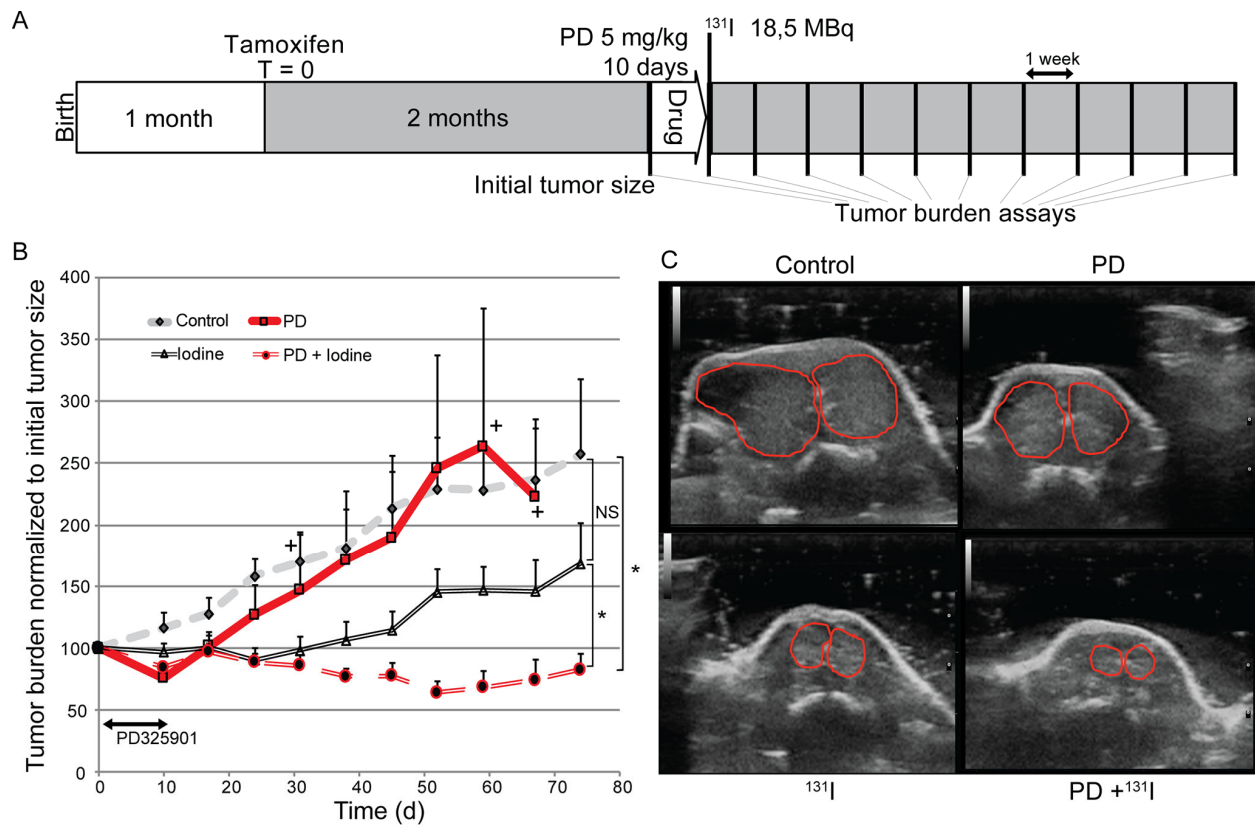 A
Tamoxifen
T = 0
PD 5 mg/kg
10 days
131I 18,5 MBq
1 week
Birth
1 month
2 months
Drug
Initial tumor size
Tumor burden assays
B
Tumor burden normalized to initial tumor size
400
350
300
250
200
150
100
50
0
Control
PD
Iodine
PD + Iodine
+
+
+
NS
*
*
PD325901
0 10 20 30 40 50 60 70 80
Time (d)
C
Control
PD
131I
PD +131I